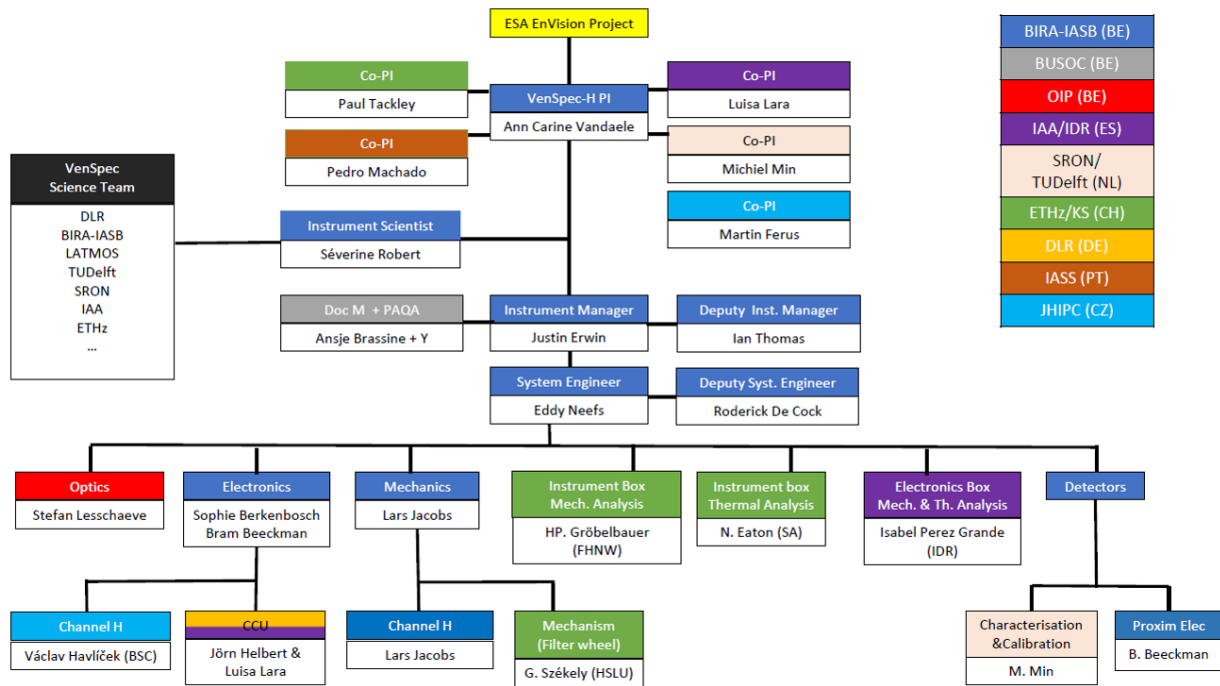 ESA EnVision Project
Co-PI
Paul Tackley
VenSpec-H PI
Ann Carine Vandaele
Co-PI
Luisa Lara
Co-PI
Pedro Machado
Co-PI
Michiel Min
Co-PI
Martin Ferus
VenSpec
Science Team
DLR
BIRA-IASB
LATMOS
TUDelft
SRON
IAA
ETHz
...
Instrument Scientist
Séverine Robert
Doc M + PAQA
Ansje Brassine + Y
Instrument Manager
Justin Erwin
Deputy Inst. Manager
Ian Thomas
System Engineer
Eddy Neefs
Deputy Syst. Engineer
Roderick De Cock
BIRA-IASB (BE)
BUSOC (BE)
OIP (BE)
IAA/IDR (ES)
SRON/
TUDelft (NL)
ETHz/KS (CH)
DLR (DE)
IASS (PT)
JHIPC (CZ)
Optics
Stefan Lesschaeve
Electronics
Sophie Berkenbosch
Bram Beeckman
Mechanics
Lars Jacobs
Instrument Box
Mech. Analysis
HP. Gröbelbauer
(FHNW)
Instrument box
Thermal Analysis
N. Eaton (SA)
Electronics Box
Mech. & Th. Analysis
Isabel Perez Grande
(IDR)
Detectors
Channel H
Václav Havlíček (BSC)
CCU
Jörn Helbert &
Luisa Lara
Channel H
Lars Jacobs
Mechanism
(Filter wheel)
G. Székely (HSLU)
Characterisation
&Calibration
M. Min
Proxim Elec
B. Beeckman